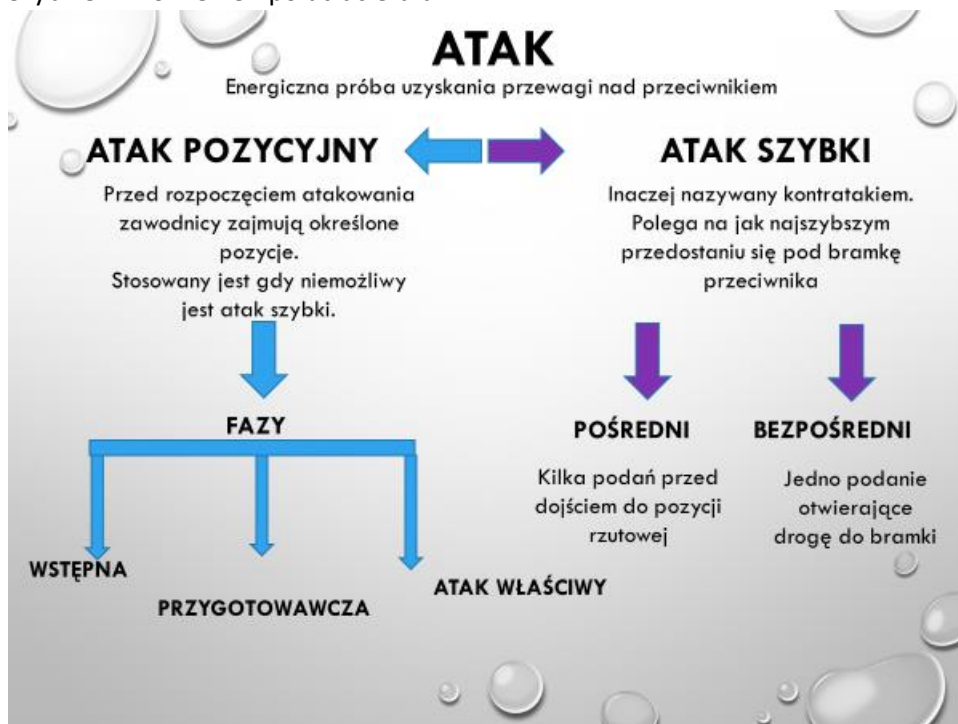 ATAK
Energiczna próba uzyskania przewagi nad przeciwnikiem
ATAK POZYCYJNY
Przed rozpoczęciem atakowania
zawodnicy zajmują określone
pozycje.
Stosowany jest gdy niemożliwy
jest atak szybki.
FAZY
WSTĘPNA
PRZYGOTOWAWCZA
ATAK WŁAŚCIWY
ATAK SZYBKI
Inaczej nazywany kontratakiem.
Polega na jak najszybszym
przedostaniu się pod bramkę
przeciwnika
POŚREDNI
Kilka podań przed
dojściem do pozycji
rzutowej
BEZPOŚREDNI
Jedno podanie
otwierające
drogę do bramki